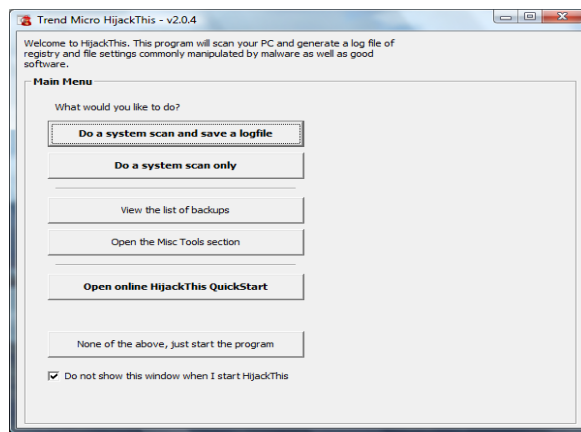 Trend Micro HijackThis - v2.0.4
Welcome to HijackThis. This program will scan your PC and generate a log file of
registry and file settings commonly manipulated by malware as well as good
software.
Main Menu
What would you like to do?
Do a system scan and save a logfile
Do a system scan only
View the list of backups
Open the Misc Tools section
Open online HijackThis QuickStart
None of the above, just start the program
Do not show this window when I start HijackThis